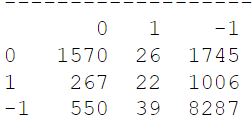 -------------------
0 1 -1
0 1570 26 1745
1 267 22 1006
-1 550 39 8287